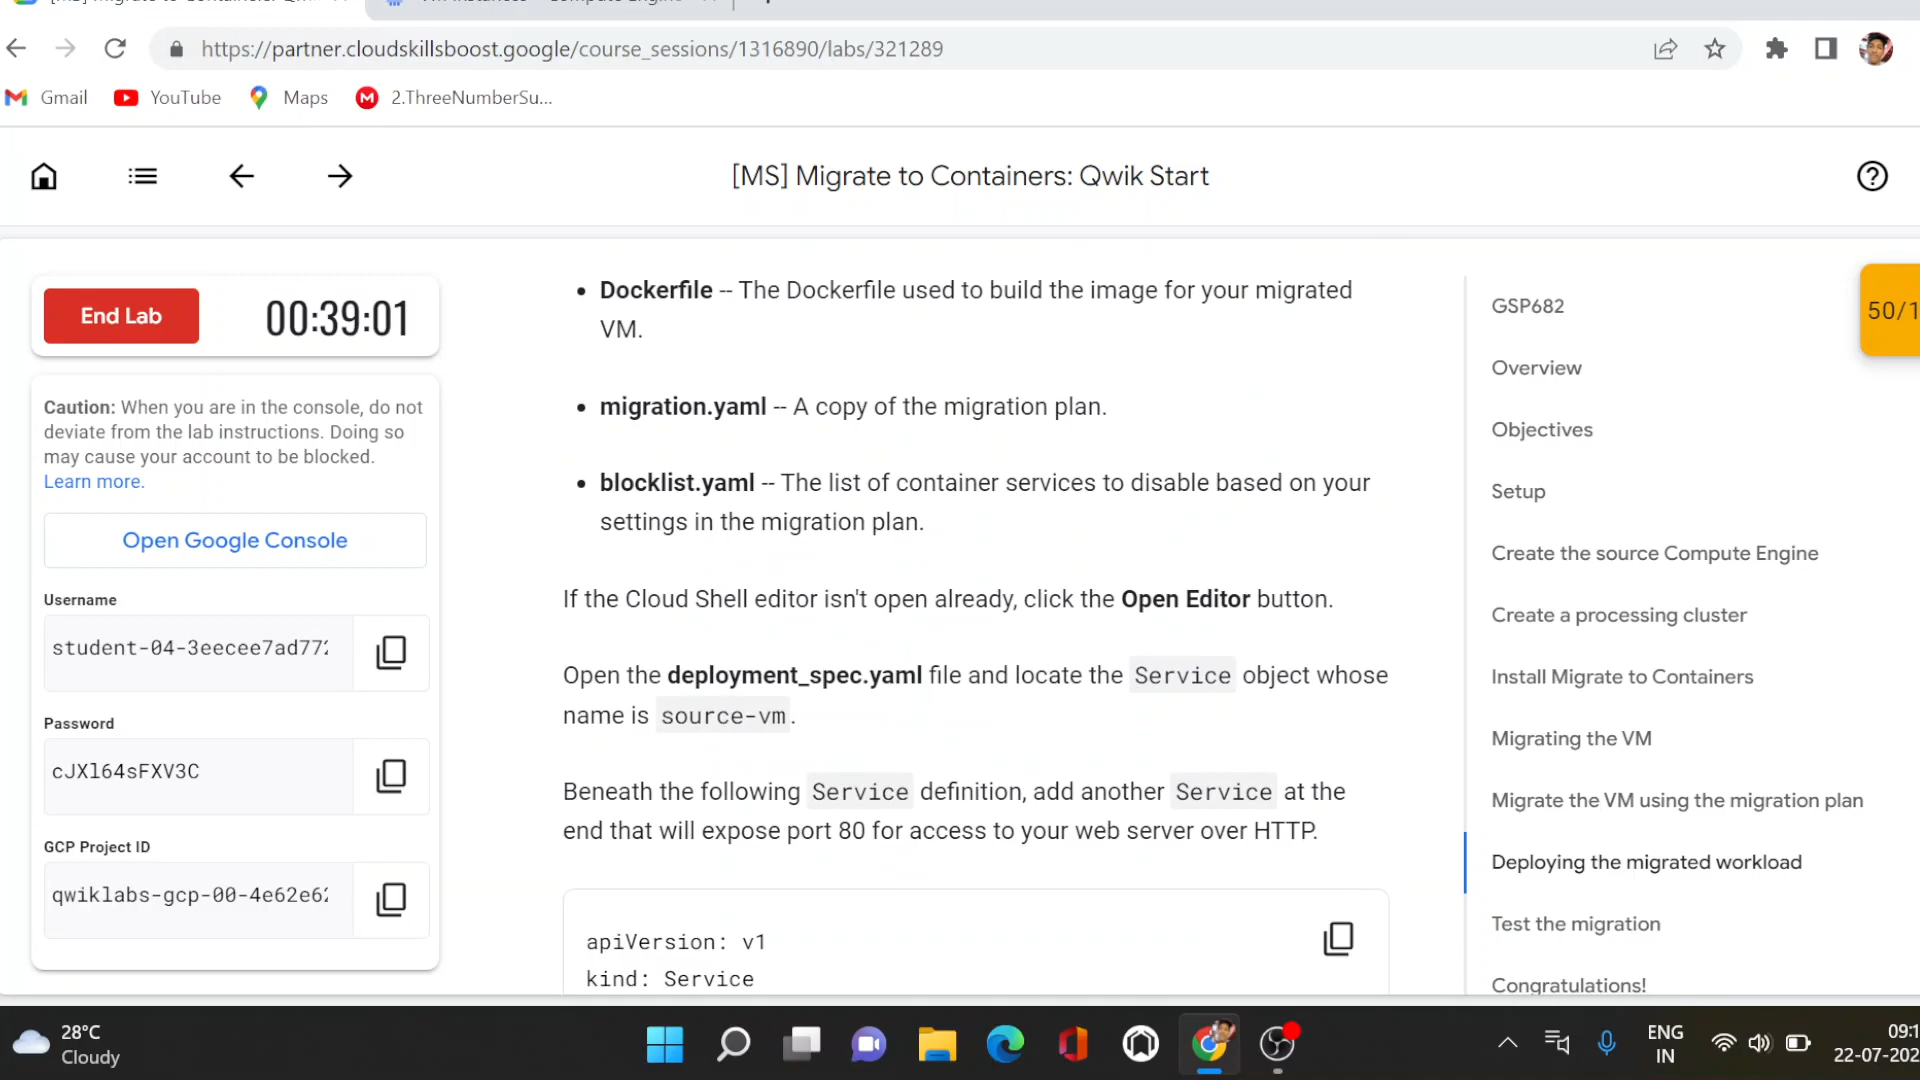 https://partner.cloudskillsboost.google/course_sessions/1316890/labs/321289
Gmail
YouTube
Maps
2.ThreeNumberSu...
[MS] Migrate to Containers: Qwik Start
End Lab
00:39:01
Caution: When you are in the console, do not
deviate from the lab instructions. Doing so
may cause your account to be blocked.
Learn more.
Open Google Console
Username
student-04-3eecee7ad772
Password
cJXl64sFXV3C
GCP Project ID
qwiklabs-gcp-00-4e62e62
• Dockerfile -- The Dockerfile used to build the image for your migrated
VM.
• migration.yaml -- A copy of the migration plan.
• blocklist.yaml -- The list of container services to disable based on your
settings in the migration plan.
If the Cloud Shell editor isn't open already, click the Open Editor button.
Open the deployment_spec.yaml file and locate the Service object whose
name is source-vm.
Beneath the following Service definition, add another Service at the
end that will expose port 80 for access to your web server over HTTP.
apiVersion: v1
kind: Service
GSP682
Overview
Objectives
Setup
Create the source Compute Engine
Create a processing cluster
Install Migrate to Containers
Migrating the VM
Migrate the VM using the migration plan
Deploying the migrated workload
Test the migration
Congratulations!
50/1
28°C
Cloudy
ENG
IN
09:1
22-07-202